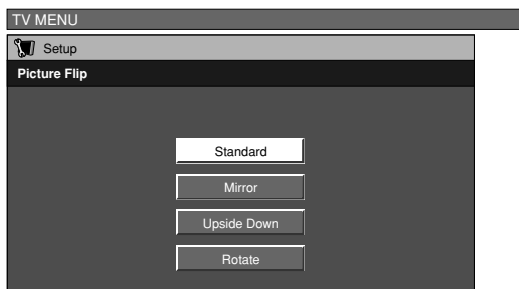 TV MENU
Setup
Picture Flip
Standard
Mirror
Upside Down
Rotate